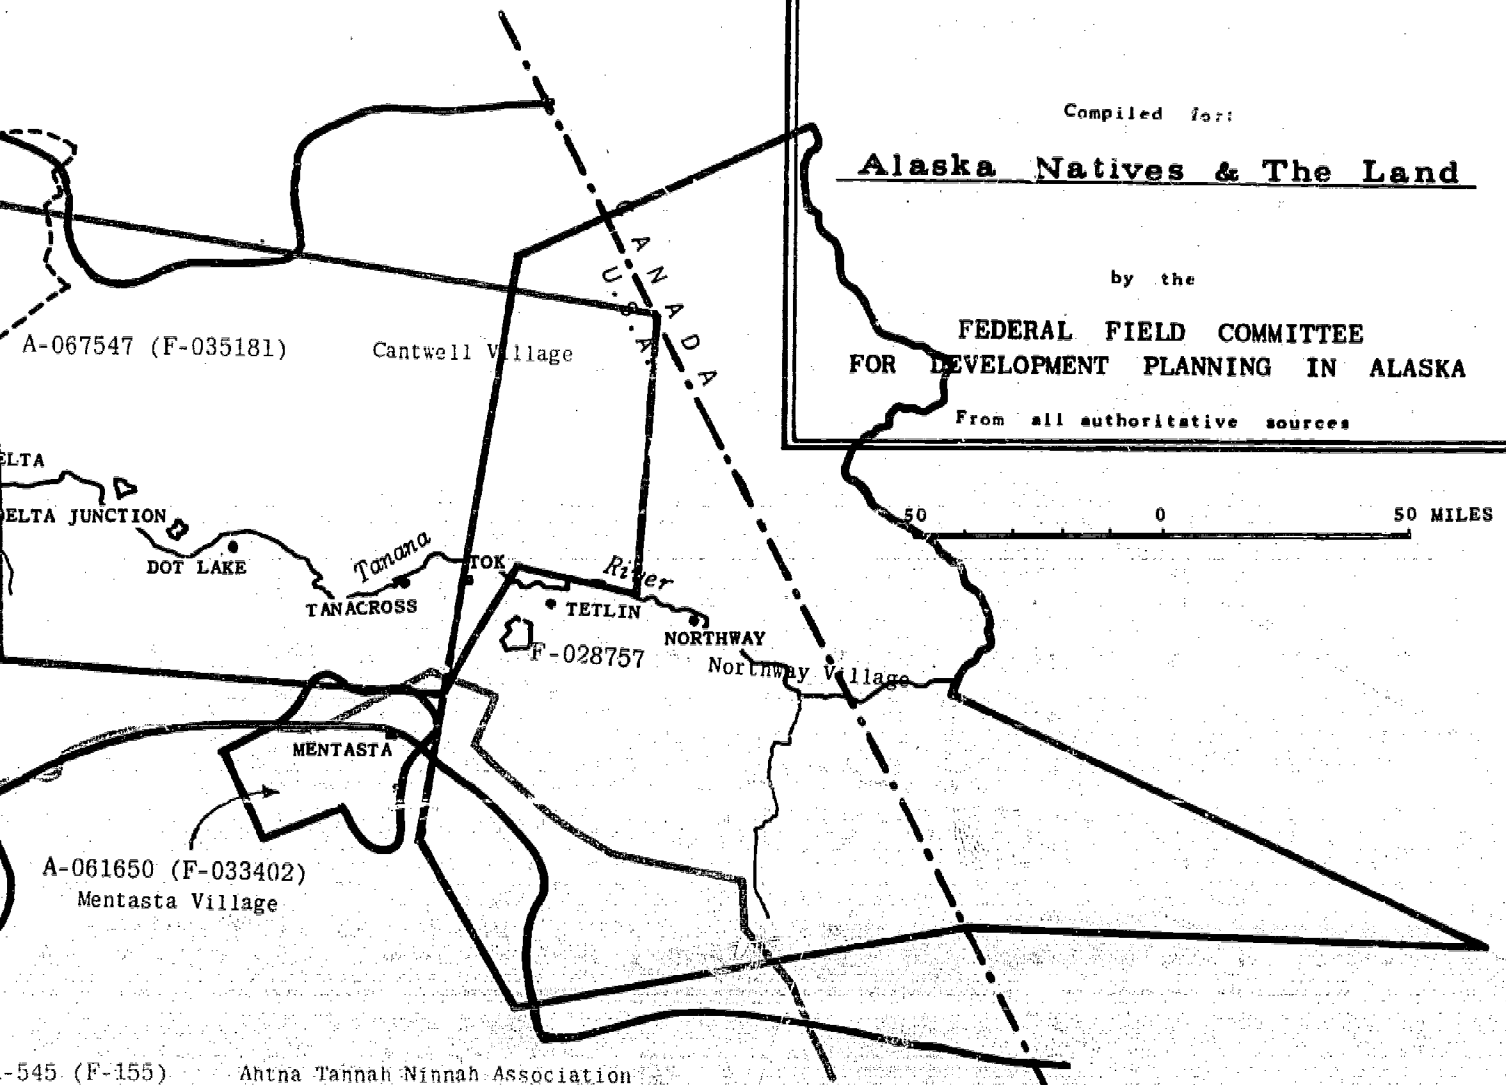 Compiled for:
Alaska Natives & The Land
by the
FEDERAL FIELD COMMITTEE
FOR DEVELOPMENT PLANNING IN ALASKA
From all authoritative sources
CANADA
U.S.A.
A-067547 (F-035181)
Cantwell Village
ELTA
ELTA JUNCTION
50 0 50 MILES
DOT LAKE
Tanana
TOK
River
TANACROSS
TETLIN
NORTHWAY
F-028757
Northway Village
MENTASTA
A-061650 (F-033402)
Mentasta Village
-545 (F-155)
Ahtna Tannah Ninnah Association